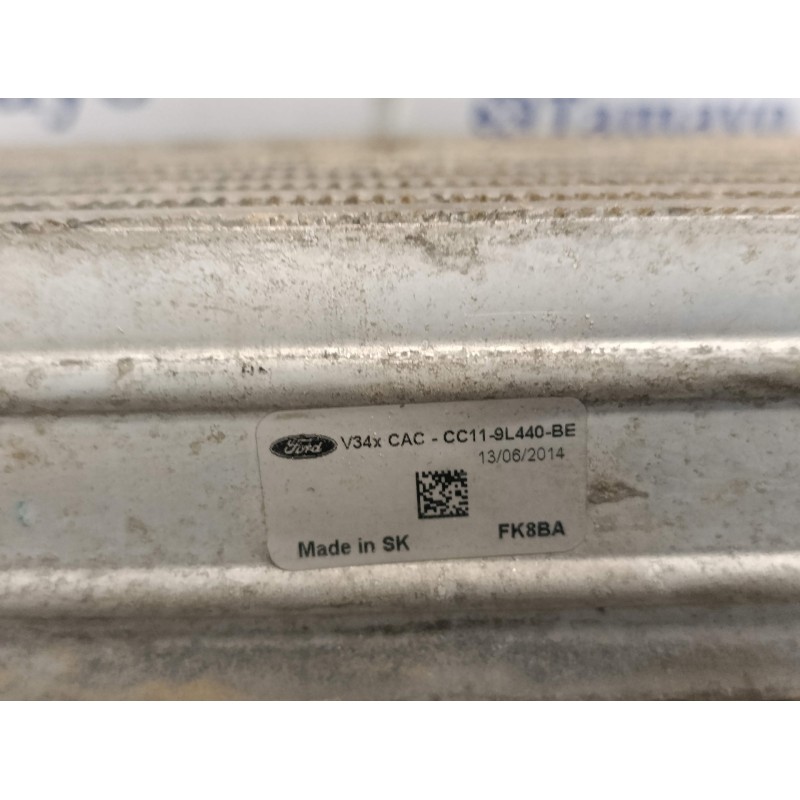 Ford V34x CAC - CC11-9L440-BE
13/06/2014
FK8BA
Made in SK